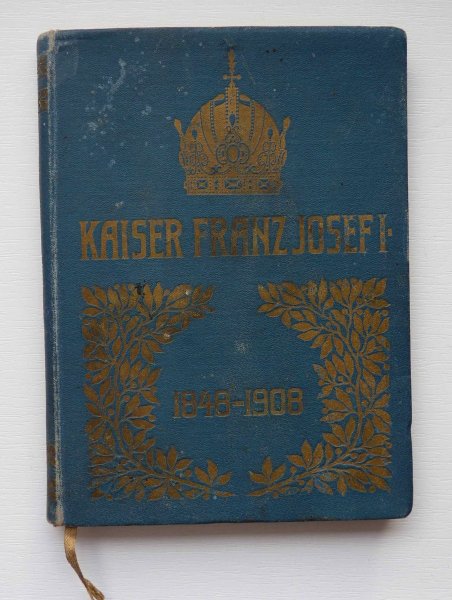 KAISER FRANZ JOSEF I·
1848-1908